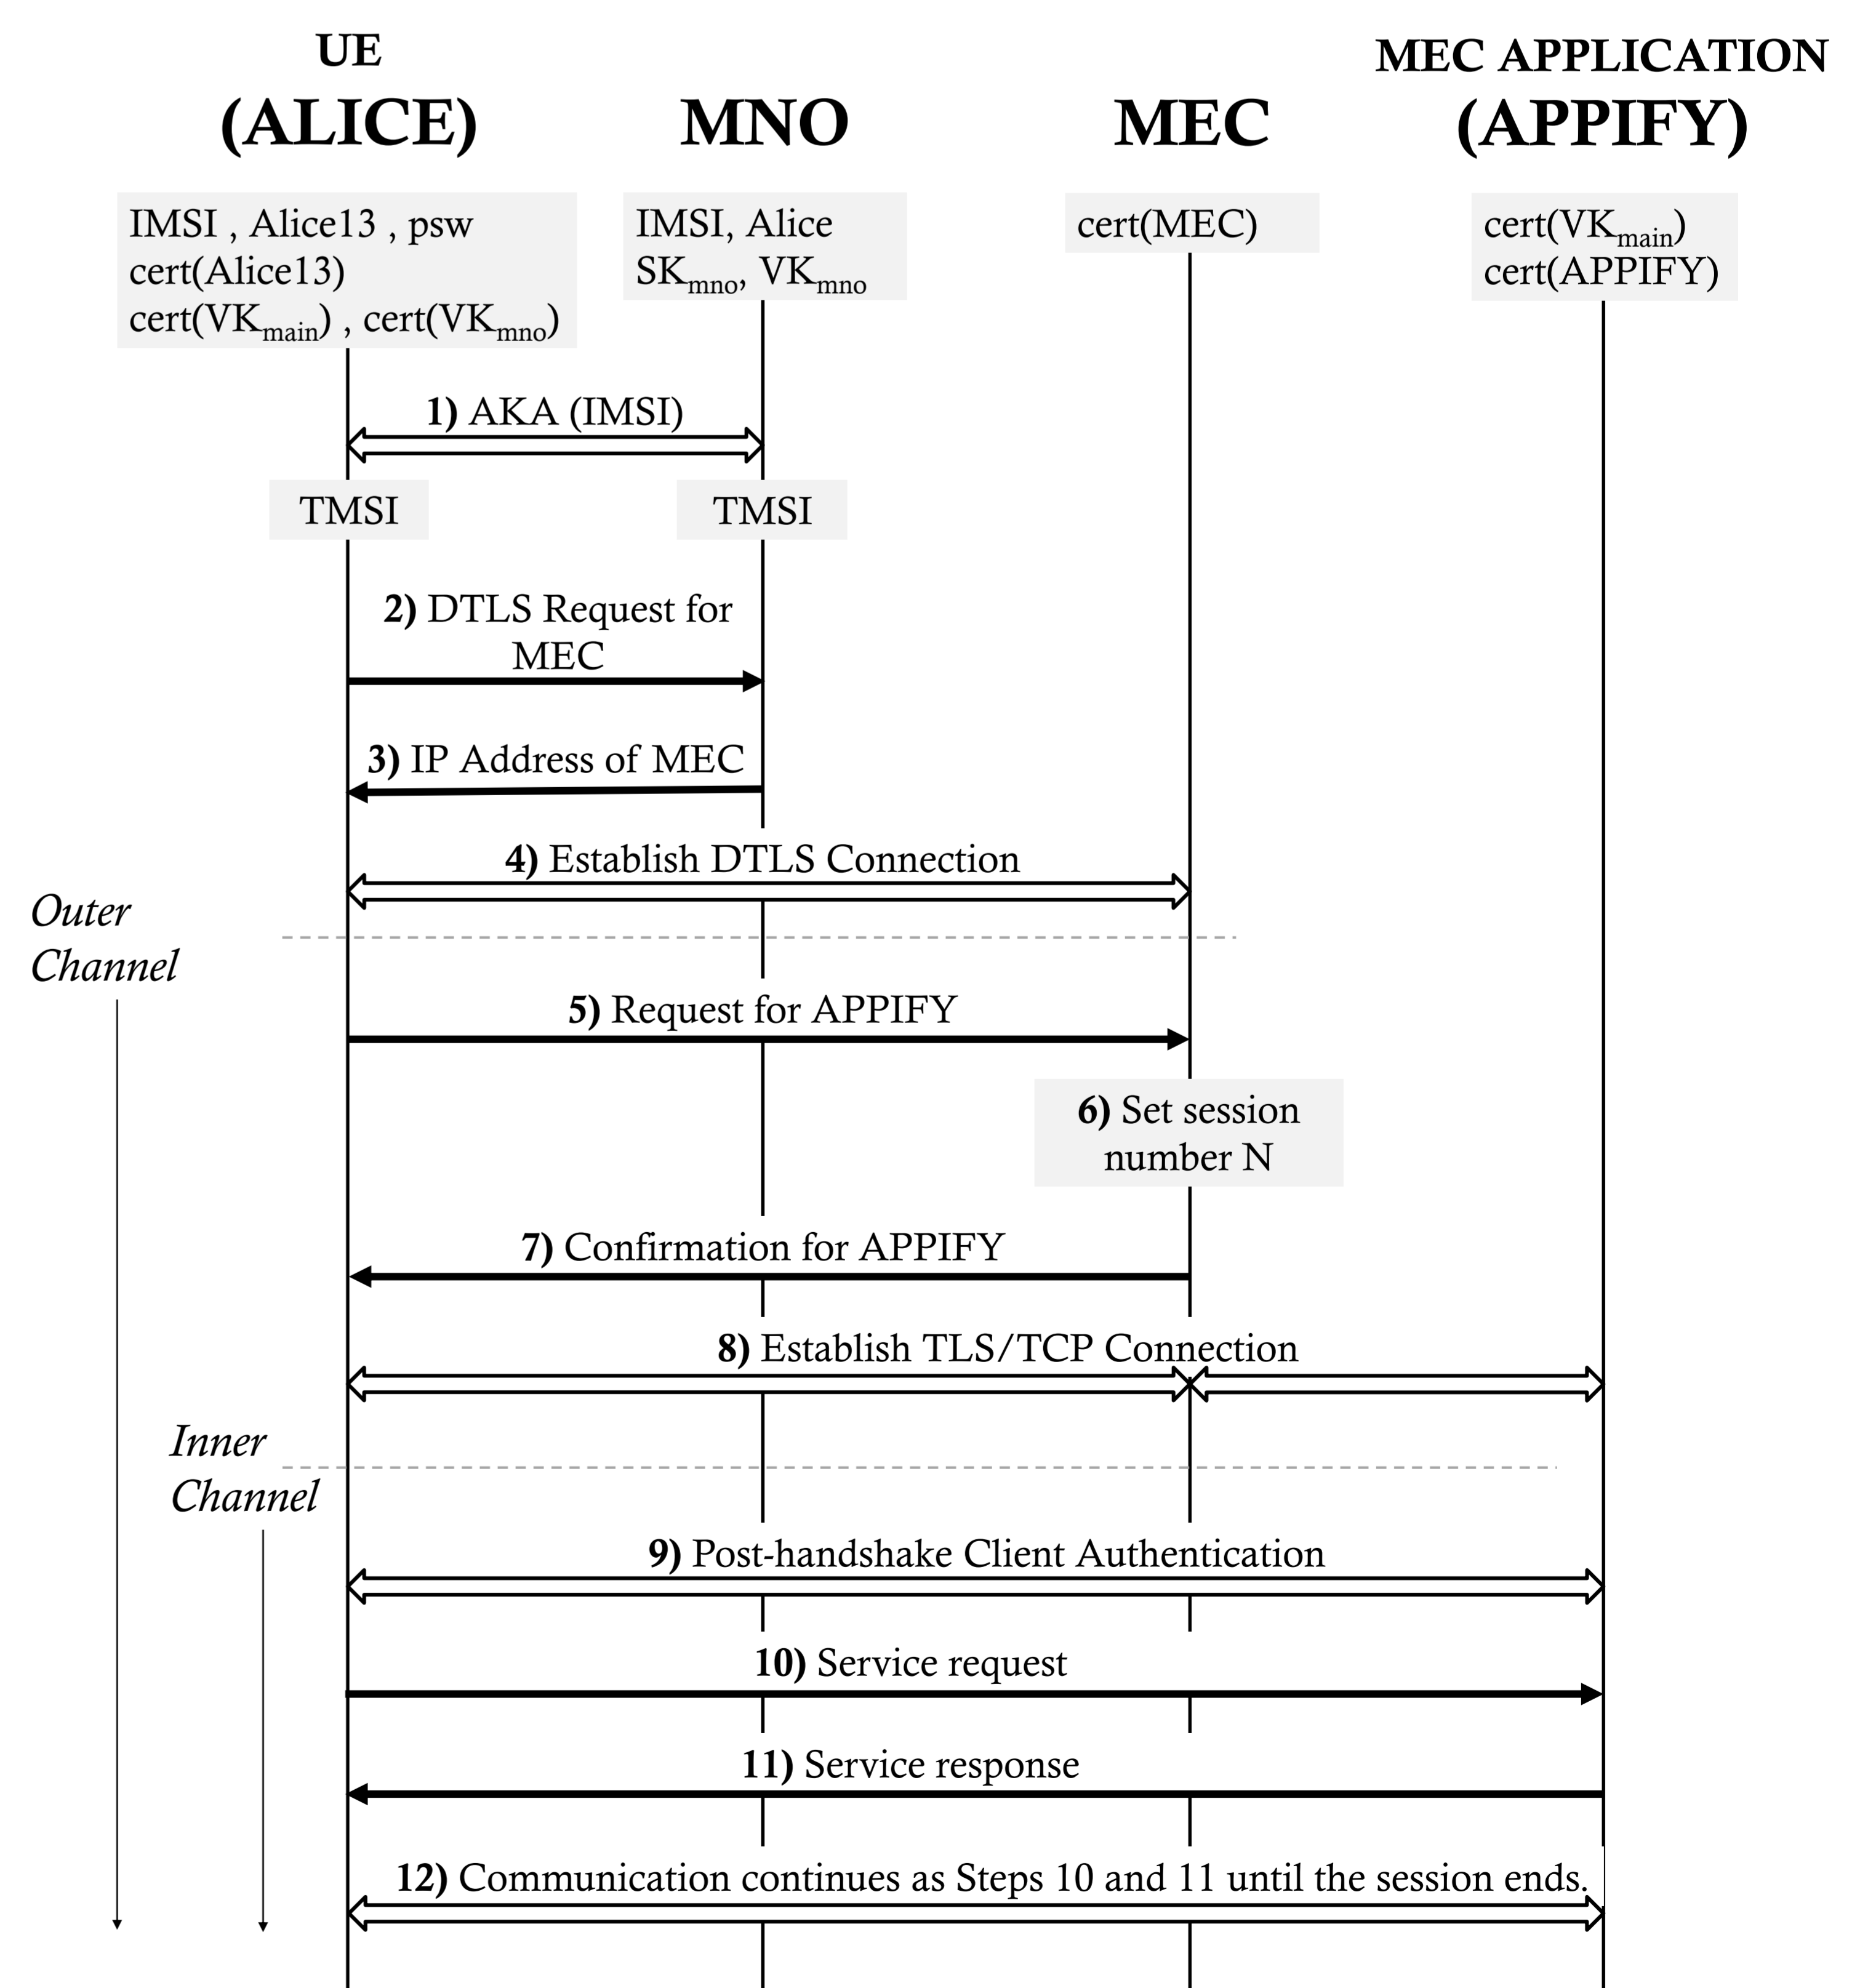 UE
(ALICE)
MNO
MEC
MEC APPLICATION
(APPIFY)
IMSI , Alice13 , psw
cert(Alice13)
cert(VKmain) , cert(VKmno)
IMSI, Alice
SKmno, VKmno
cert(MEC)
cert(VKmain)
cert(APPIFY)
1) AKA (IMSI)
TMSI
TMSI
2) DTLS Request for
MEC
3) IP Address of MEC
4) Establish DTLS Connection
Outer
Channel
5) Request for APPIFY
6) Set session
number N
7) Confirmation for APPIFY
8) Establish TLS/TCP Connection
Inner
Channel
9) Post-handshake Client Authentication
10) Service request
11) Service response
12) Communication continues as Steps 10 and 11 until the session ends.